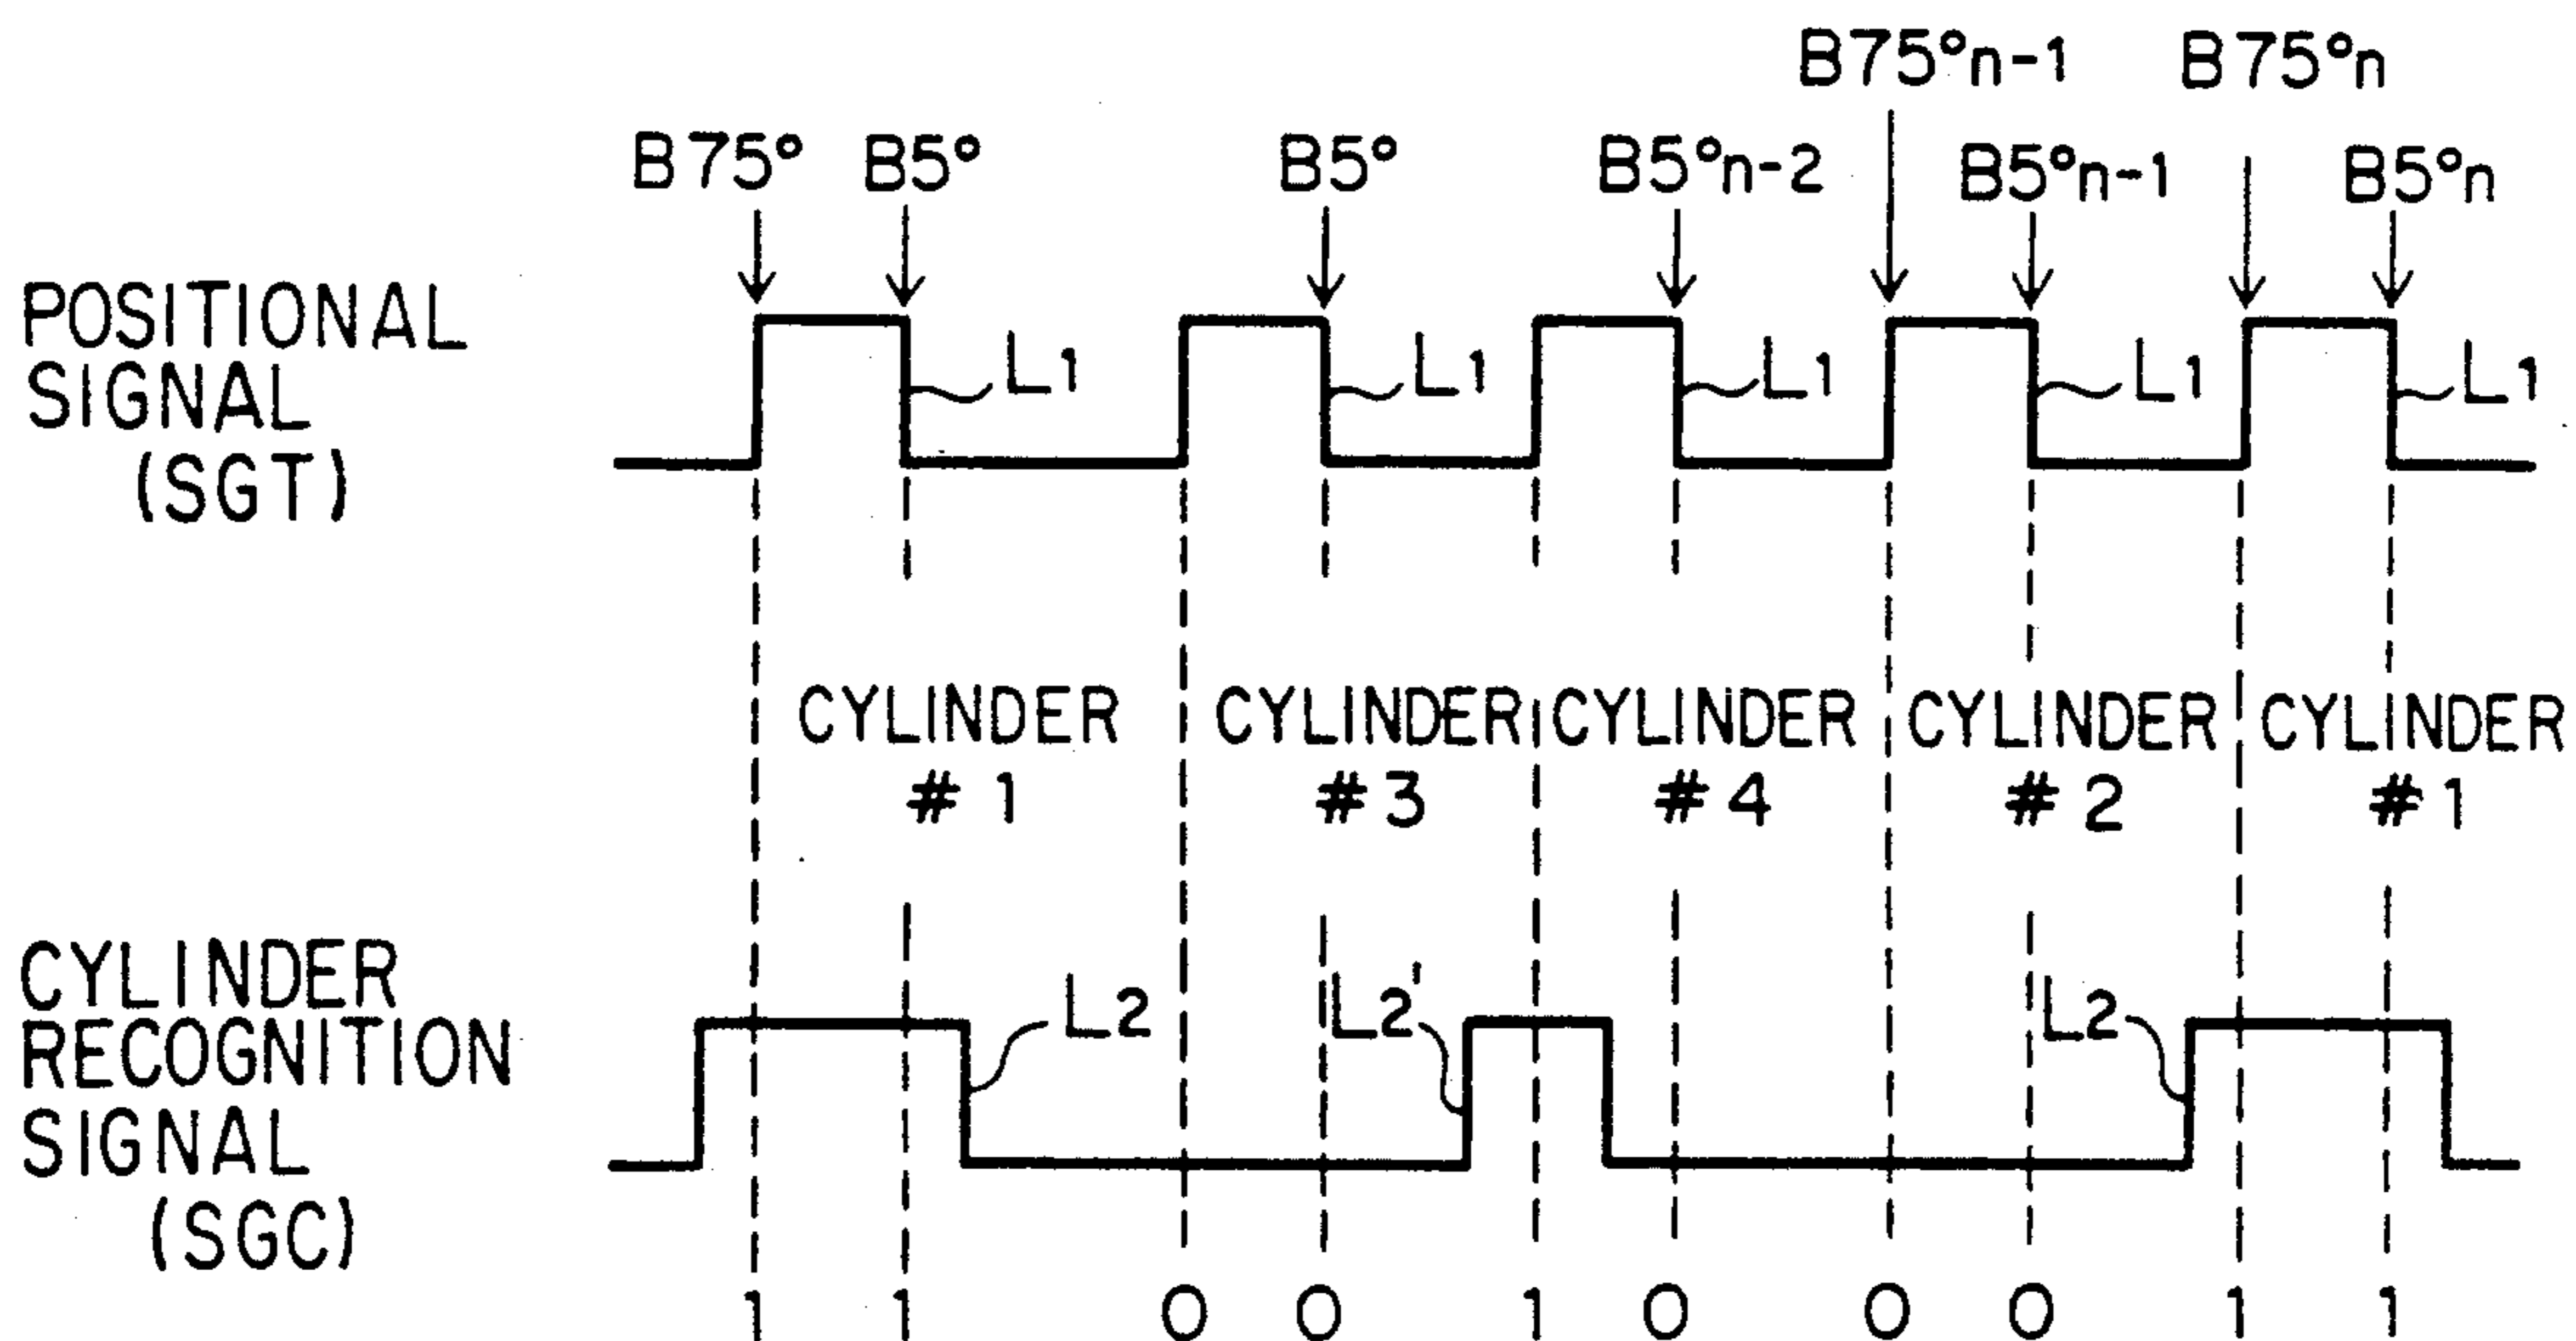 B75°n-1 B75°n
B75° B5° B5° B5°n-2 B5°n-1 B5°n
POSITIONAL
SIGNAL
(SGT)
L1 L1 L1 L1 L1
CYLINDER CYLINDER CYLINDER CYLINDER CYLINDER
#1 #3 #4 #2 #1
CYLINDER
RECOGNITION
SIGNAL
(SGC)
L2 L2' L2
1 1 0 0 1 0 0 0 1 1